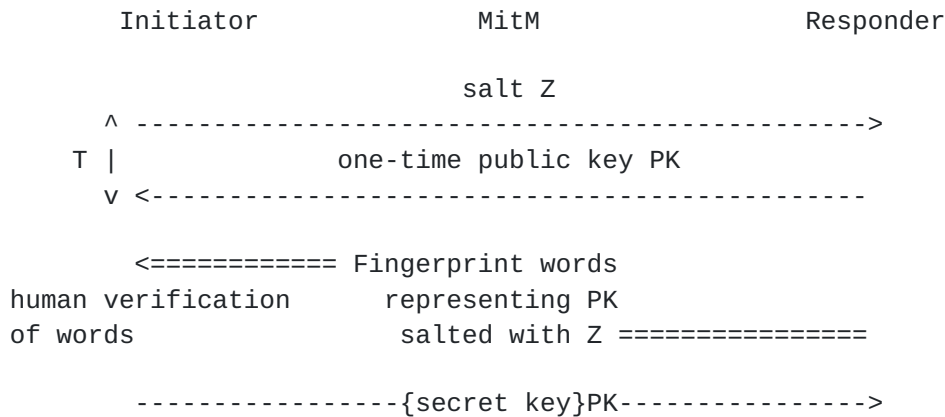 Initiator MitM Responder
salt Z
^ ----------------------------------------------->
T | one-time public key PK
v <----------------------------------------------
<============ Fingerprint words
human verification representing PK
of words salted with Z ================
-----------------{secret key}PK---------------->